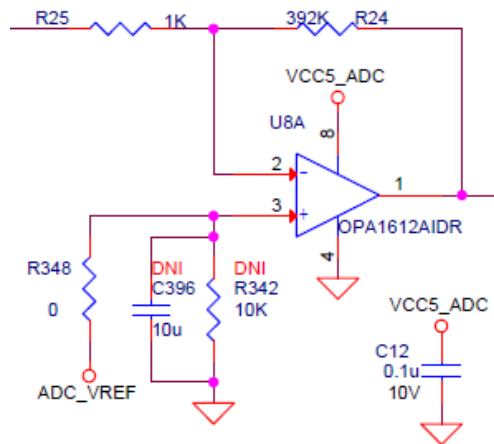 R25
1K
392K
R24
VCC5_ADC
U8A
8
2
-
1
3
+
OPA1612AIDR
4
R348
0
DNI
C396
10u
DNI
R342
10K
ADC_VREF
VCC5_ADC
C12
0.1u
10V